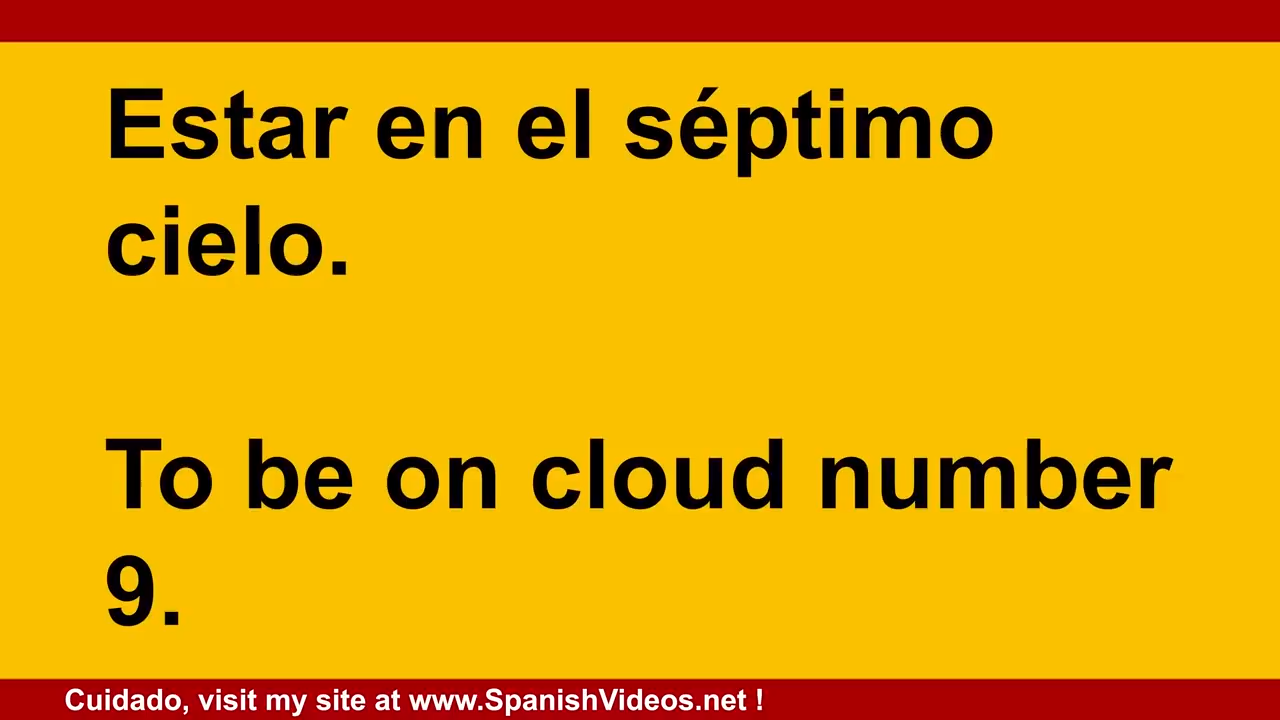 Estar en el séptimo
cielo.
To be on cloud number
9.
Cuidado, visit my site at www.SpanishVideos.net !